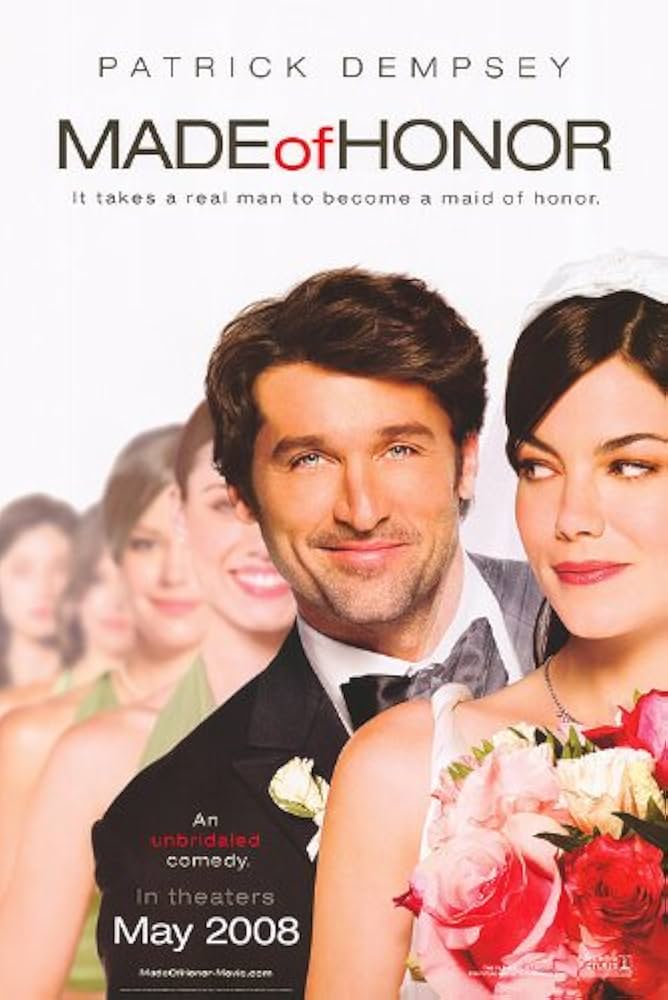 PATRICK DEMPSEY
MADE of HONOR
It takes a real man to become a maid of honor.
An
unbridaled
comedy.
In theaters
May 2008
MadeOfHonor-Movie.com